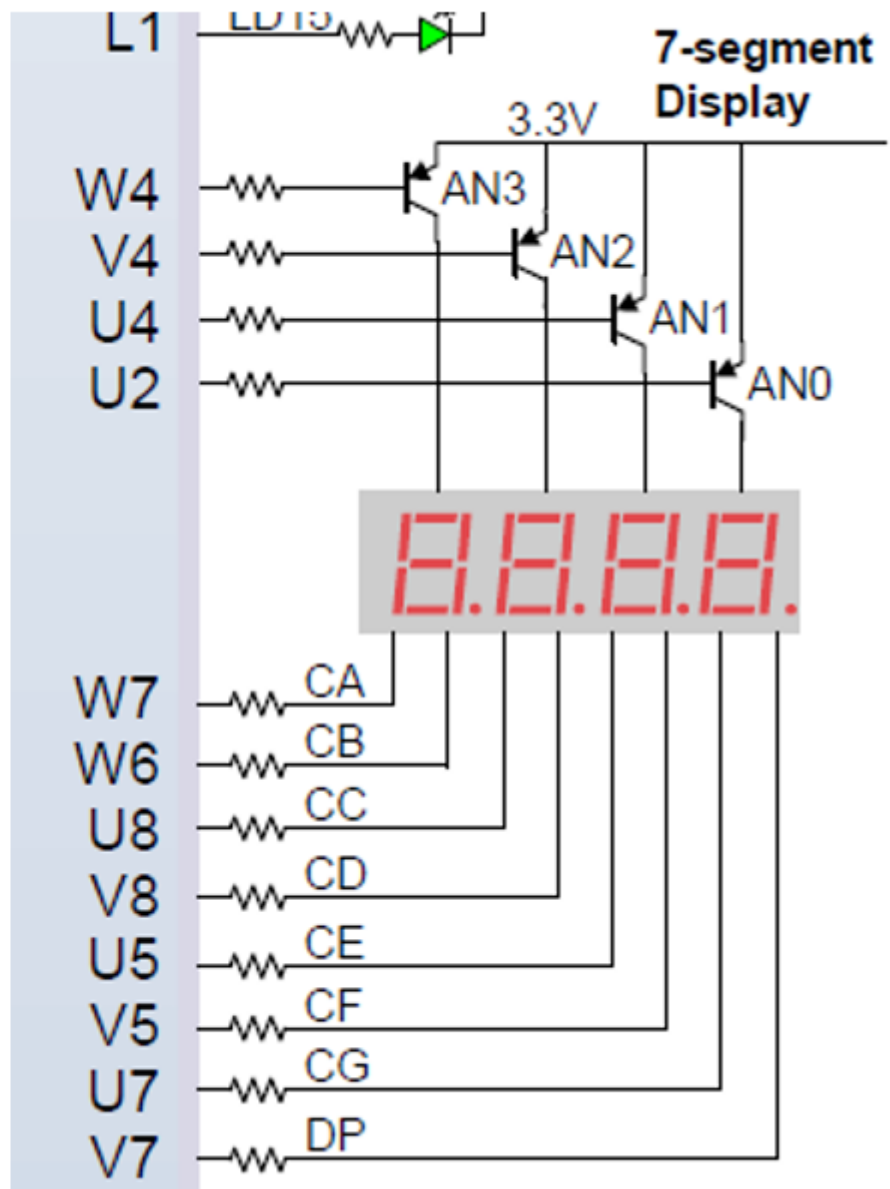 L1 LD15
7-segment
Display
3.3V
W4 AN3
V4 AN2
U4 AN1
U2 AN0
W7 CA
W6 CB
U8 CC
V8 CD
U5 CE
V5 CF
U7 CG
V7 DP